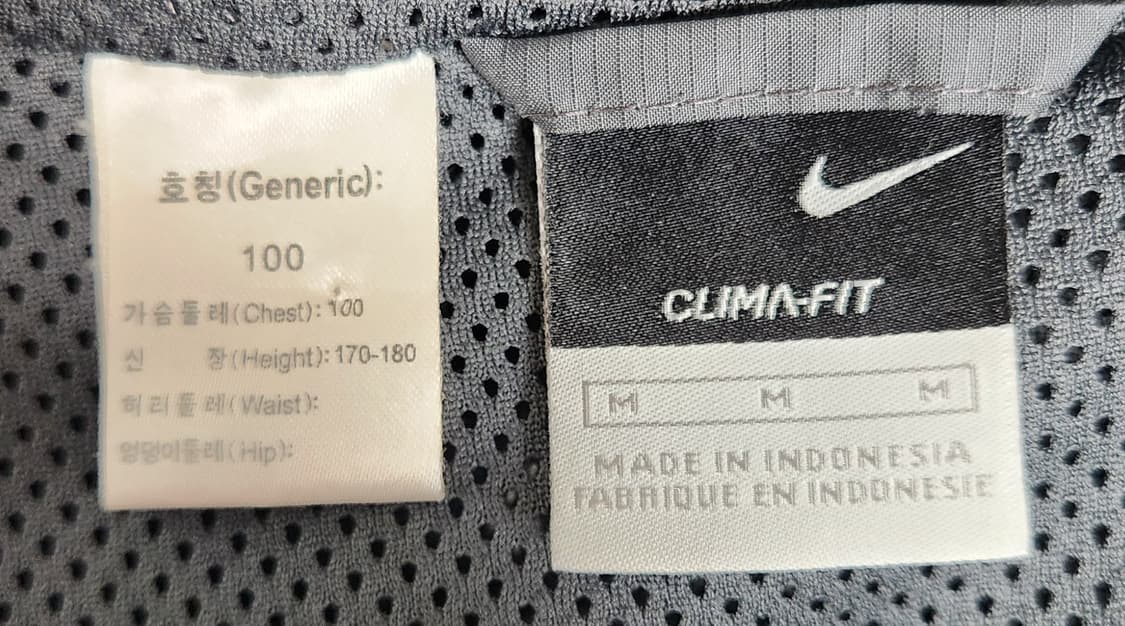 호칭(Generic):
100
가슴둘레(Chest): 100
신 장(Height): 170-180
허리둘레(Waist):
엉덩이둘레(Hip):
CLIMA-FIT
M M M
MADE IN INDONESIA
FABRIQUE EN INDONESIE